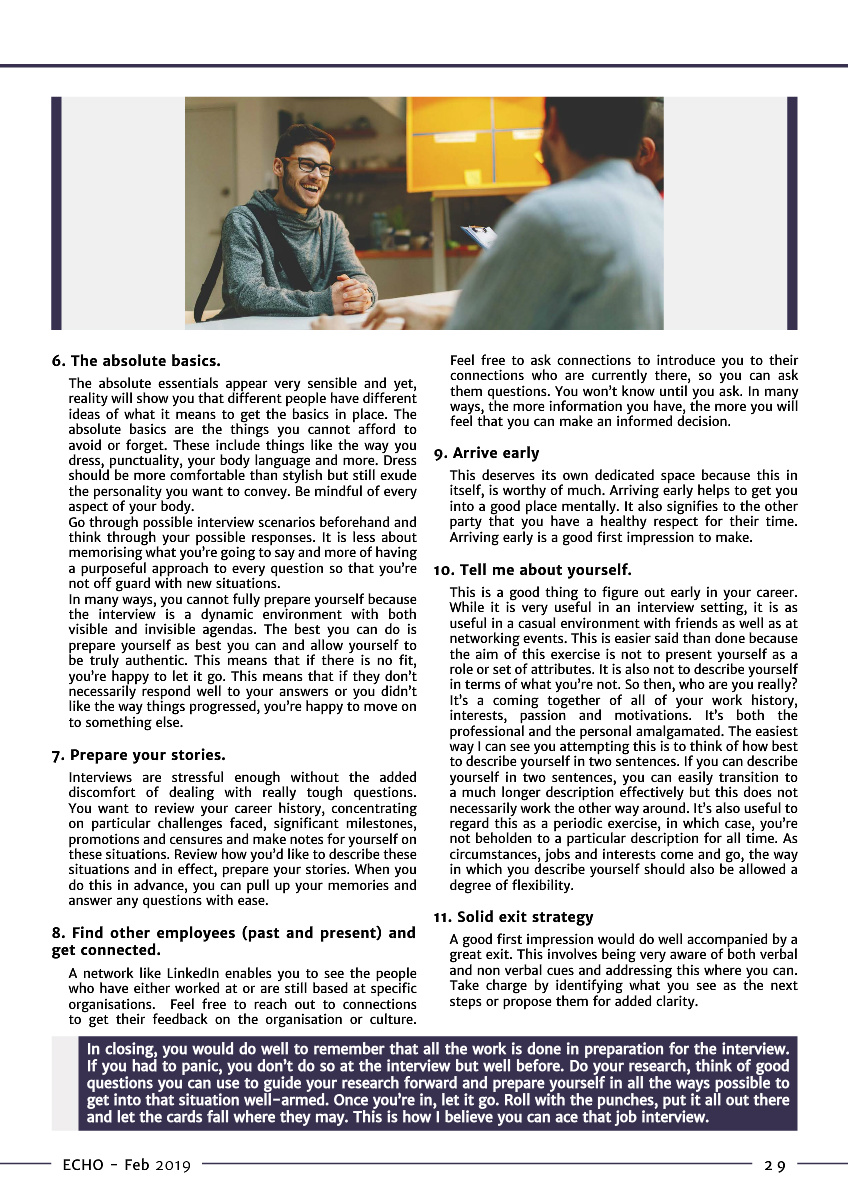 6. The absolute basics.
The absolute essentials appear very sensible and yet,
reality will show you that different people have different
ideas of what it means to get the basics in place. The
absolute basics are the things you cannot afford to
avoid or forget. These include things like the way you
dress, punctuality, your body language and more. Dress
should be more comfortable than stylish but still exude
the personality you want to convey. Be mindful of every
aspect of your body.
Go through possible interview scenarios beforehand and
think through your possible responses. It is less about
memorising what you're going to say and more of having
a purposeful approach to every question so that you're
not off guard with new situations.
In many ways, you cannot fully prepare yourself because
the interview is a dynamic environment with both
visible and invisible agendas. The best you can do is
prepare yourself as best you can and allow yourself to
be truly authentic. This means that if there is no fit,
you're happy to let it go. This means that if they don't
necessarily respond well to your answers or you didn't
like the way things progressed, you're happy to move on
to something else.
7. Prepare your stories.
Interviews are stressful enough without the added
discomfort of dealing with really tough questions.
You want to review your career history, concentrating
on particular challenges faced, significant milestones,
promotions and censures and make notes for yourself on
these situations. Review how you'd like to describe these
situations and in effect, prepare your stories. When you
do this in advance, you can pull up your memories and
answer any questions with ease.
8. Find other employees (past and present) and
get connected.
A network like LinkedIn enables you to see the people
who have either worked at or are still based at specific
organisations.  Feel free to reach out to connections
to get their feedback on the organisation or culture.
Feel free to ask connections to introduce you to their
connections who are currently there, so you can ask
them questions. You won't know until you ask. In many
ways, the more information you have, the more you will
feel that you can make an informed decision.
9. Arrive early
This deserves its own dedicated space because this in
itself, is worthy of much. Arriving early helps to get you
into a good place mentally. It also signifies to the other
party that you have a healthy respect for their time.
Arriving early is a good first impression to make.
10. Tell me about yourself.
This is a good thing to figure out early in your career.
While it is very useful in an interview setting, it is as
useful in a casual environment with friends as well as at
networking events. This is easier said than done because
the aim of this exercise is not to present yourself as a
role or set of attributes. It is also not to describe yourself
in terms of what you're not. So then, who are you really?
It's a coming together of all of your work history,
interests, passion and motivations. It's both the
professional and the personal amalgamated. The easiest
way I can see you attempting this is to think of how best
to describe yourself in two sentences. If you can describe
yourself in two sentences, you can easily transition to
a much longer description effectively but this does not
necessarily work the other way around. It's also useful to
regard this as a periodic exercise, in which case, you're
not beholden to a particular description for all time. As
circumstances, jobs and interests come and go, the way
in which you describe yourself should also be allowed a
degree of flexibility.
11. Solid exit strategy
A good first impression would do well accompanied by a
great exit. This involves being very aware of both verbal
and non verbal cues and addressing this where you can.
Take charge by identifying what you see as the next
steps or propose them for added clarity.
In closing, you would do well to remember that all the work is done in preparation for the interview.
If you had to panic, you don't do so at the interview but well before. Do your research, think of good
questions you can use to guide your research forward and prepare yourself in all the ways possible to
get into that situation well-armed. Once you're in, let it go. Roll with the punches, put it all out there
and let the cards fall where they may. This is how I believe you can ace that job interview.
ECHO - Feb 2019
29